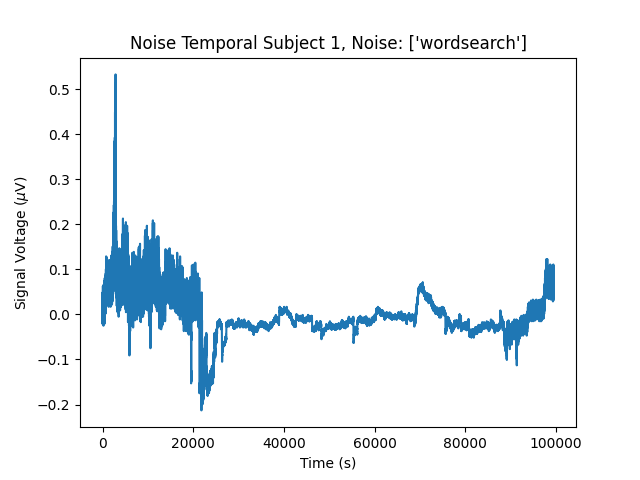 Noise Temporal Subject 1, Noise: ['wordsearch']
Signal Voltage (μV)
0.5
0.4
0.3
0.2
0.1
0.0
−0.1
−0.2
0 20000 40000 60000 80000 100000
Time (s)